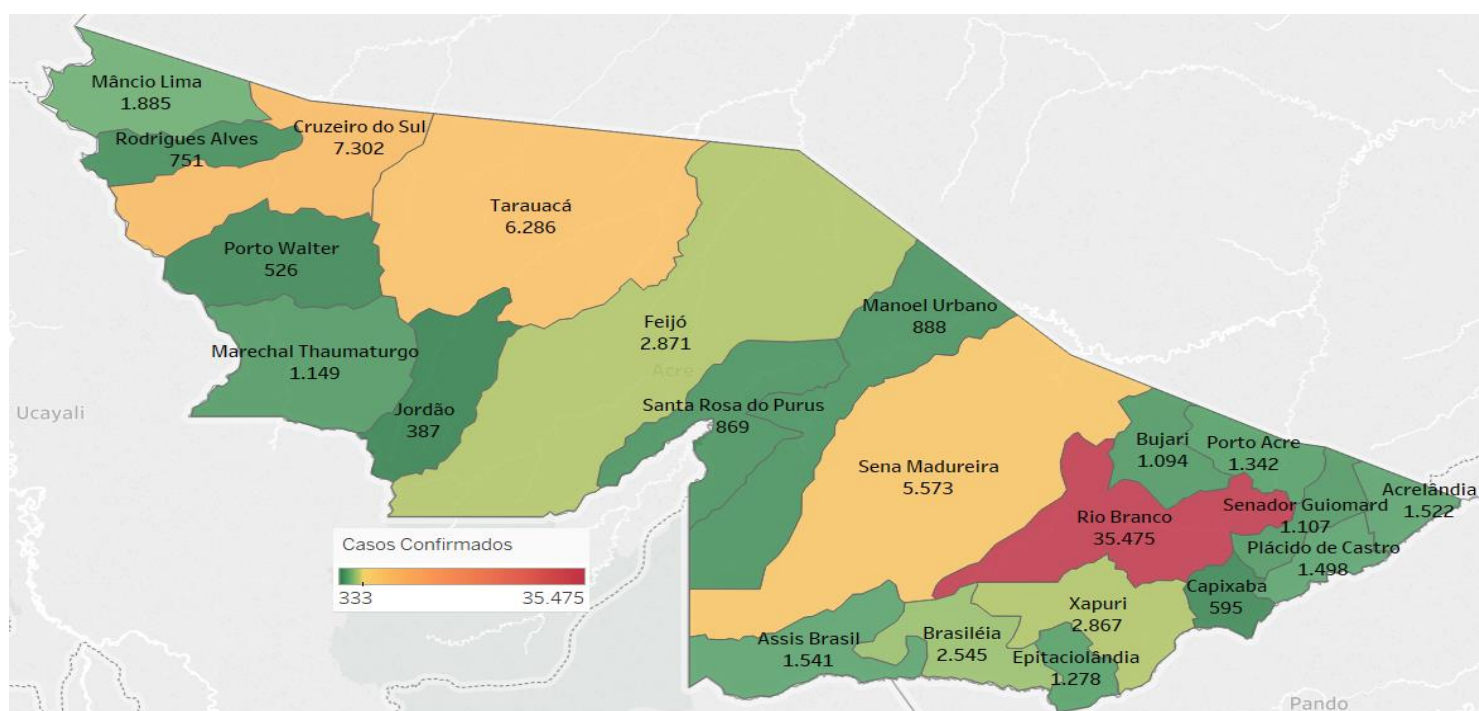 Mâncio Lima
1.885
Rodrigues Alves
751
Cruzeiro do Sul
7.302
Tarauacá
6.286
Porto Walter
526
Marechal Thaumaturgo
1.149
Jordão
387
Feijó
2.871
Acre
Manoel Urbano
888
Santa Rosa do Purus
869
Ucayali
Sena Madureira
5.573
Bujari
1.094
Porto Acre
1.342
Rio Branco
35.475
Senador Guiomard
1.107
Acrelândia
1.522
Plácido de Castro
1.498
Capixaba
595
Xapuri
2.867
Assis Brasil
1.541
Brasiléia
2.545
Epitaciolândia
1.278
Casos Confirmados
333 35.475
Pando